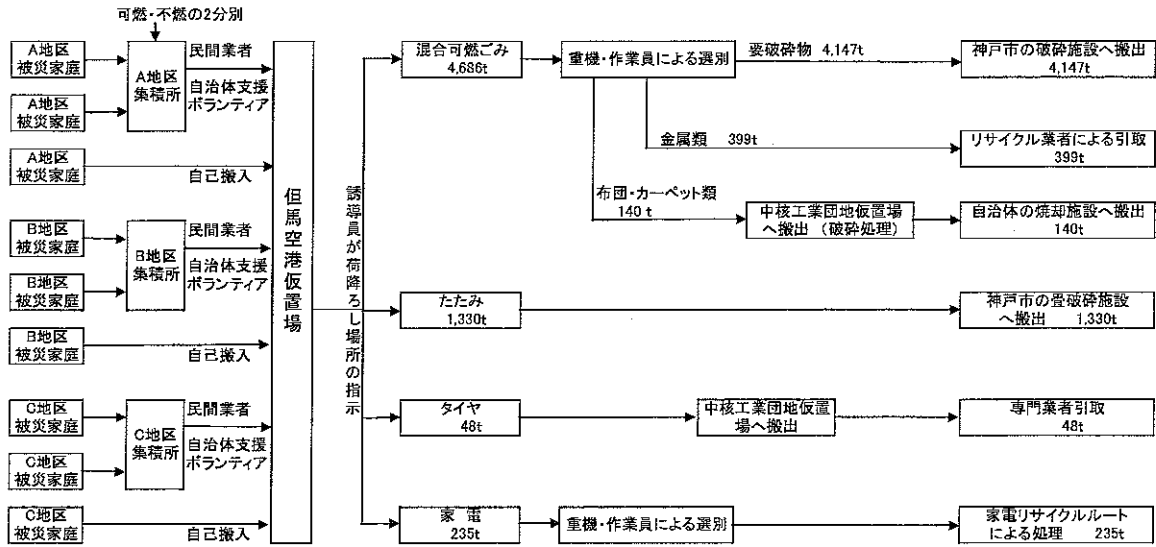 可燃・不燃の2分別
A地区
被災家庭
A地区
被災家庭
A地区
集積所
民間業者
自治体支援
ボランティア
A地区
被災家庭
自己搬入
B地区
被災家庭
B地区
被災家庭
B地区
集積所
民間業者
自治体支援
ボランティア
B地区
被災家庭
自己搬入
C地区
被災家庭
C地区
被災家庭
C地区
集積所
民間業者
自治体支援
ボランティア
C地区
被災家庭
自己搬入
但馬空港仮置場
誘導員が荷降ろし場所の指示
混合可燃ごみ
4,686t
重機・作業員による選別
要破砕物 4,147t
神戸市の破砕施設へ搬出
4,147t
金属類 399t
リサイクル業者による引取
399t
布団・カーペット類
140 t
中核工業団地仮置場
へ搬出 （破砕処理）
自治体の焼却施設へ搬出
140t
たたみ
1,330t
神戸市の畳破砕施設
へ搬出 1,330t
タイヤ
48t
中核工業団地仮置
場へ搬出
専門業者引取
48t
家 電
235t
重機・作業員による選別
家電リサイクルルート
による処理 235t